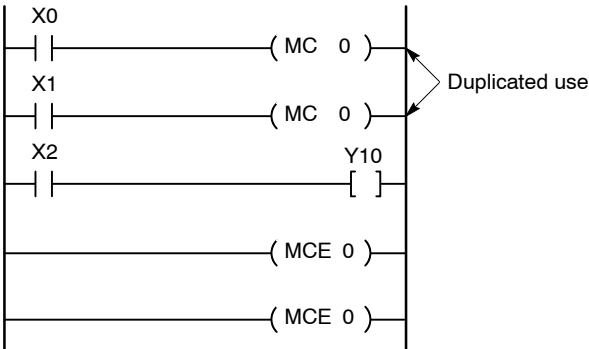 X0
( MC 0 )
X1
Duplicated use
( MC 0 )
X2
Y10
[ ]
( MCE 0 )
( MCE 0 )